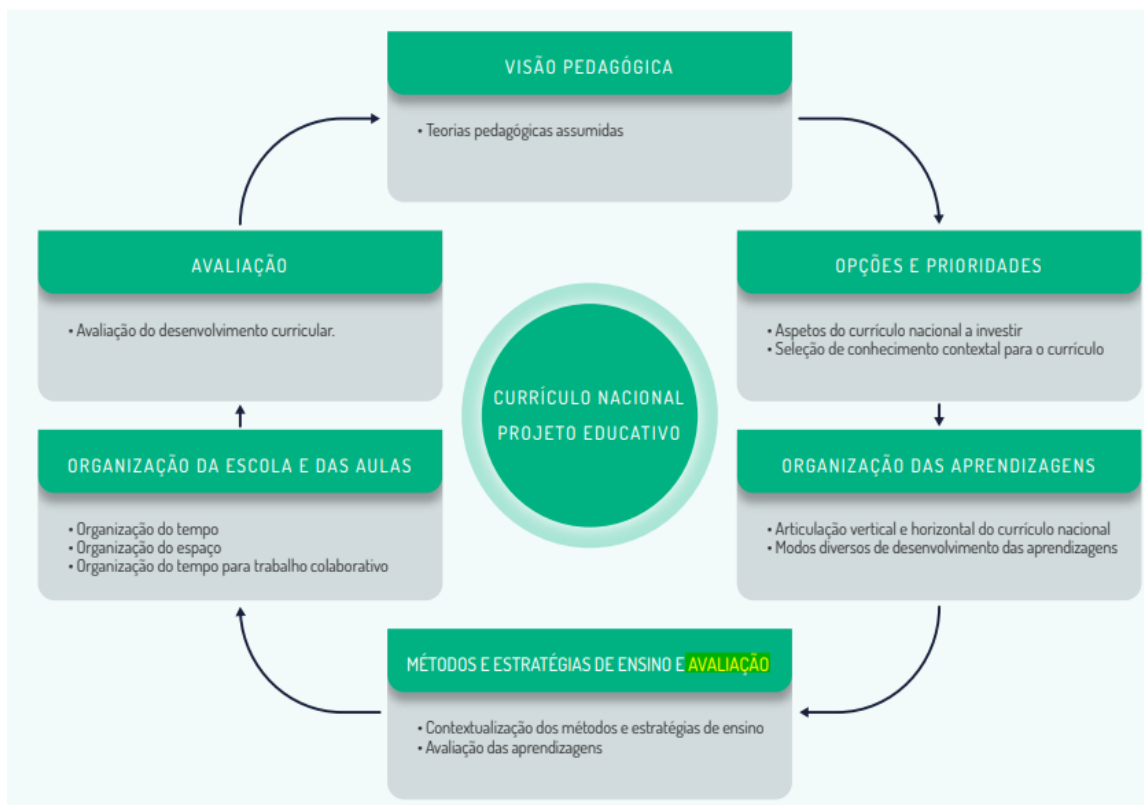 VISÃO PEDAGÓGICA
• Teorias pedagógicas assumidas
OPÇÕES E PRIORIDADES
• Aspetos do currículo nacional a investir
• Seleção de conhecimento contextal para o currículo
ORGANIZAÇÃO DAS APRENDIZAGENS
• Articulação vertical e horizontal do currículo nacional
• Modos diversos de desenvolvimento das aprendizagens
MÉTODOS E ESTRATÉGIAS DE ENSINO E AVALIAÇÃO
• Contextualização dos métodos e estratégias de ensino
• Avaliação das aprendizagens
ORGANIZAÇÃO DA ESCOLA E DAS AULAS
• Organização do tempo
• Organização do espaço
• Organização do tempo para trabalho colaborativo
AVALIAÇÃO
• Avaliação do desenvolvimento curricular.
CURRÍCULO NACIONAL
PROJETO EDUCATIVO